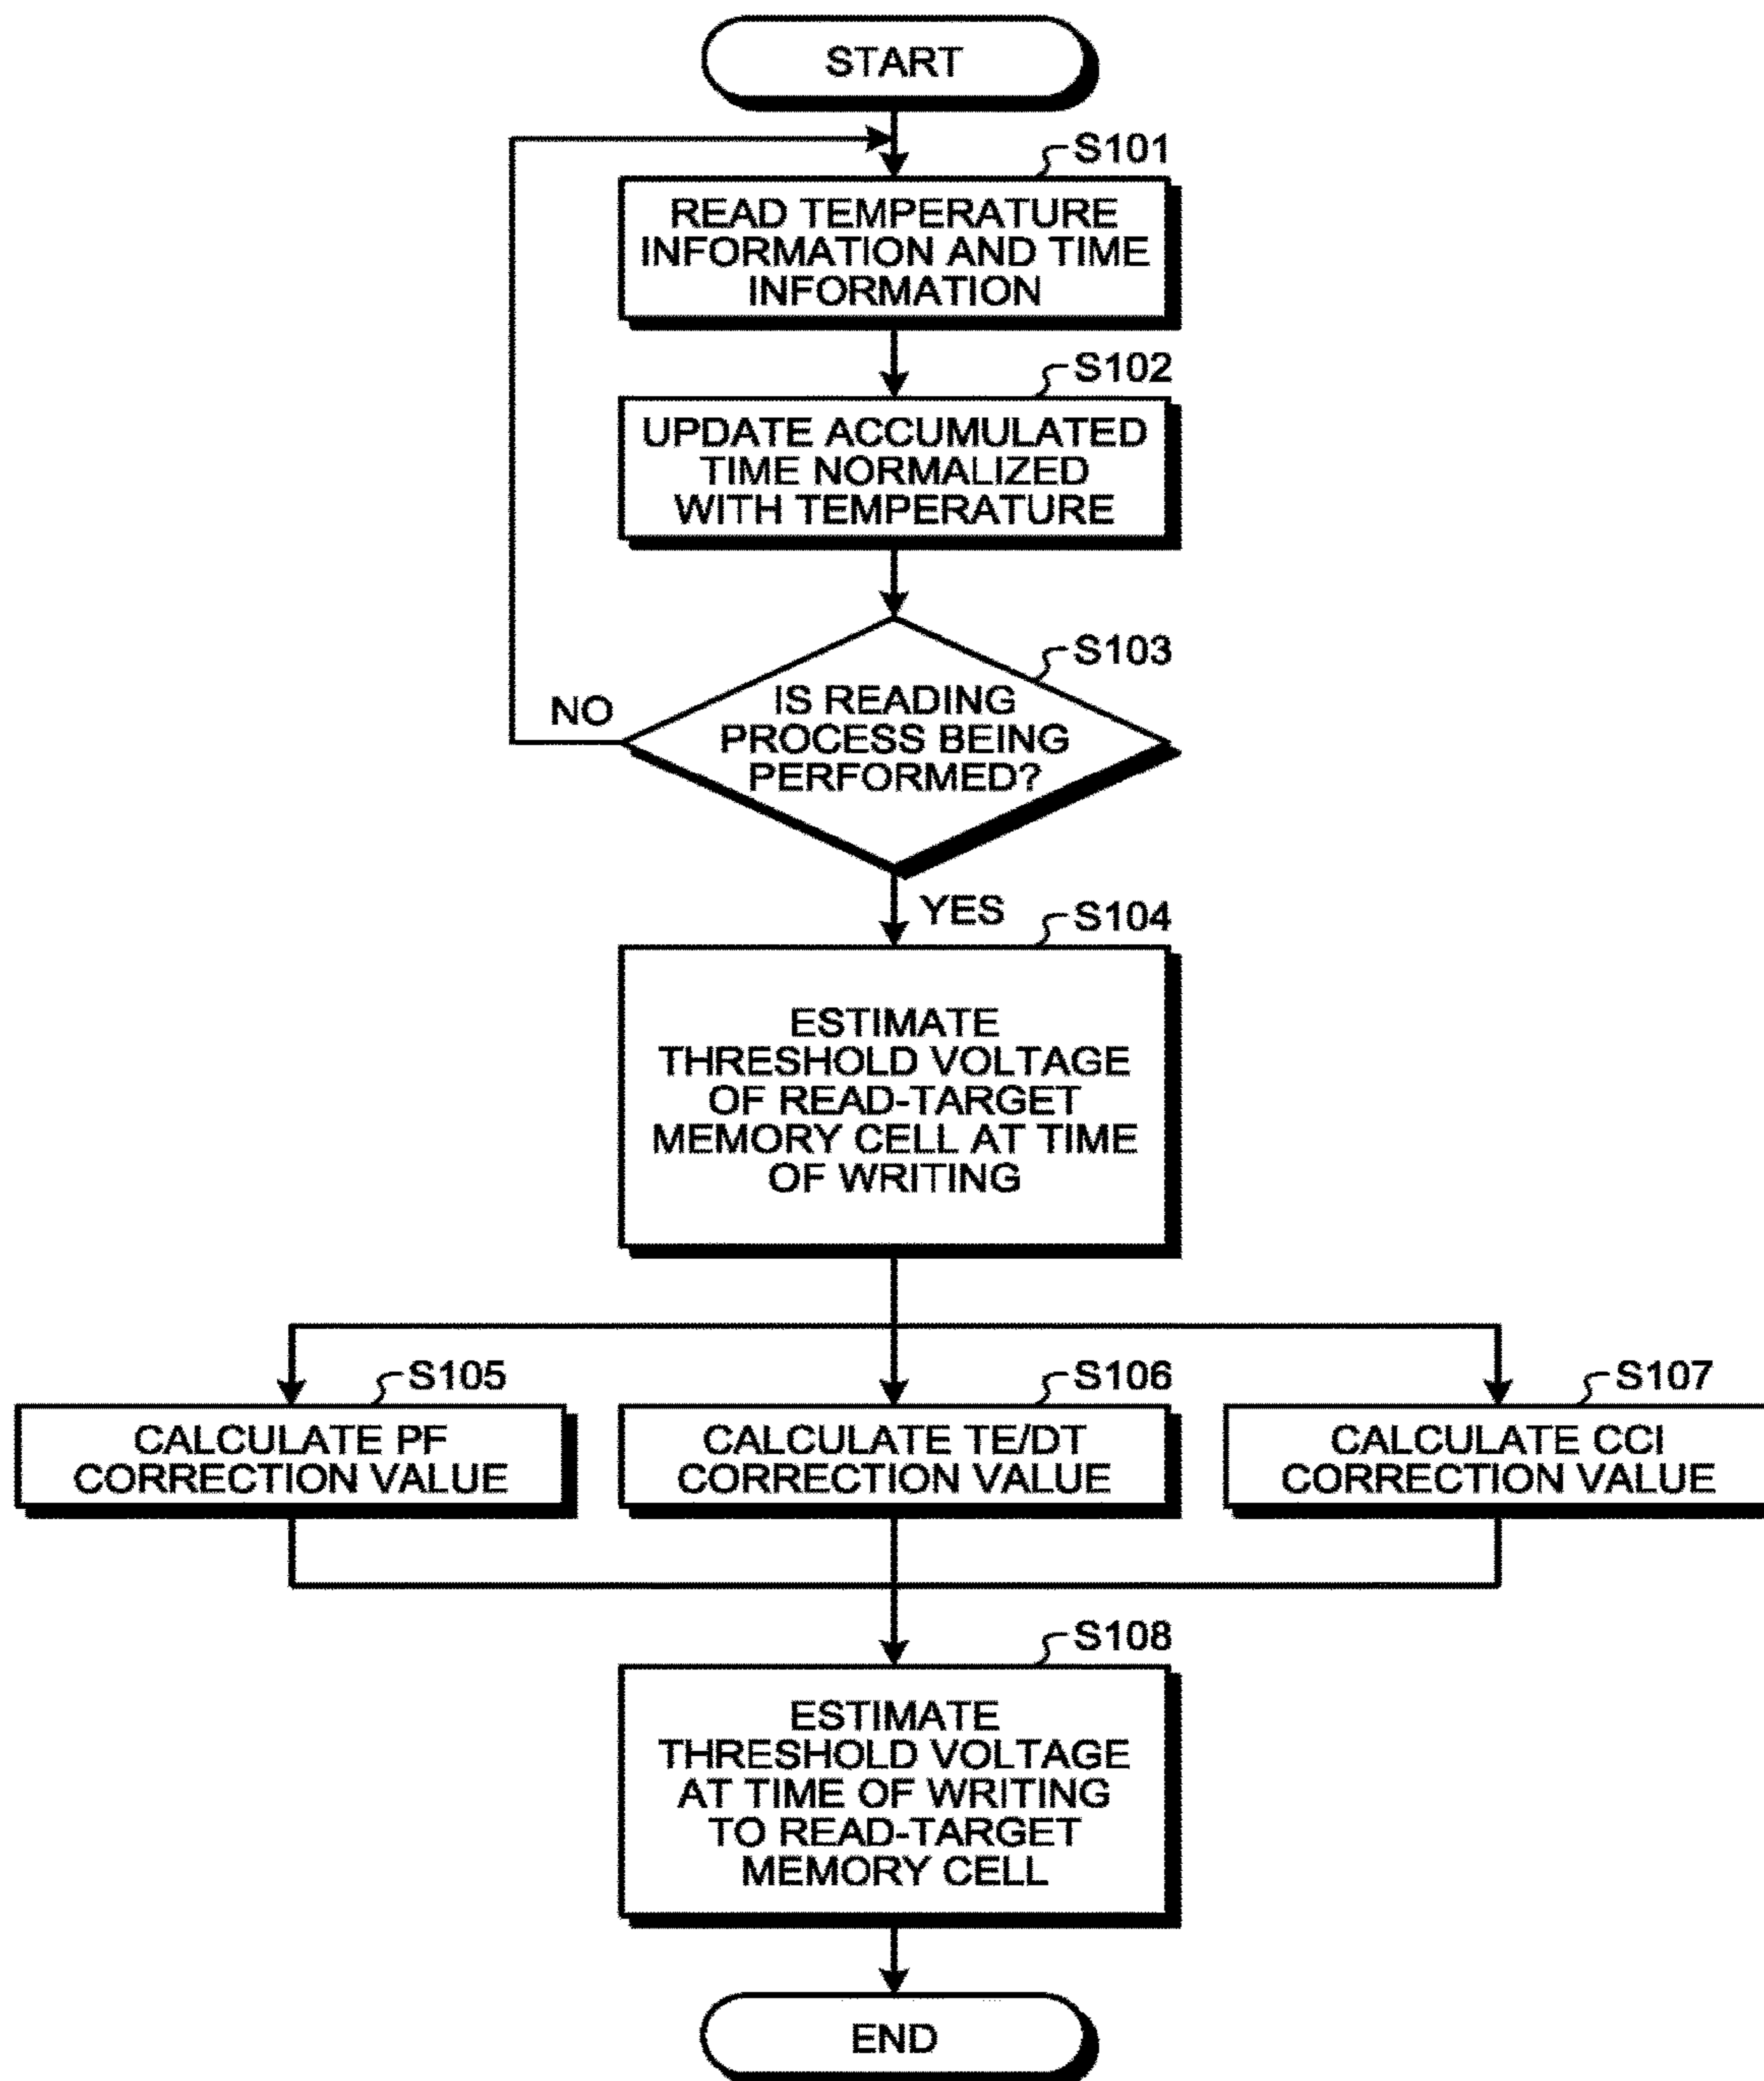 START
S101
READ TEMPERATURE
INFORMATION AND TIME
INFORMATION
S102
UPDATE ACCUMULATED
TIME NORMALIZED
WITH TEMPERATURE
S103
IS READING
PROCESS BEING
PERFORMED?
NO
YES
S104
ESTIMATE
THRESHOLD VOLTAGE
OF READ-TARGET
MEMORY CELL AT TIME
OF WRITING
S105
CALCULATE PF
CORRECTION VALUE
S106
CALCULATE TE/DT
CORRECTION VALUE
S107
CALCULATE CCI
CORRECTION VALUE
S108
ESTIMATE
THRESHOLD VOLTAGE
AT TIME OF WRITING
TO READ-TARGET
MEMORY CELL
END